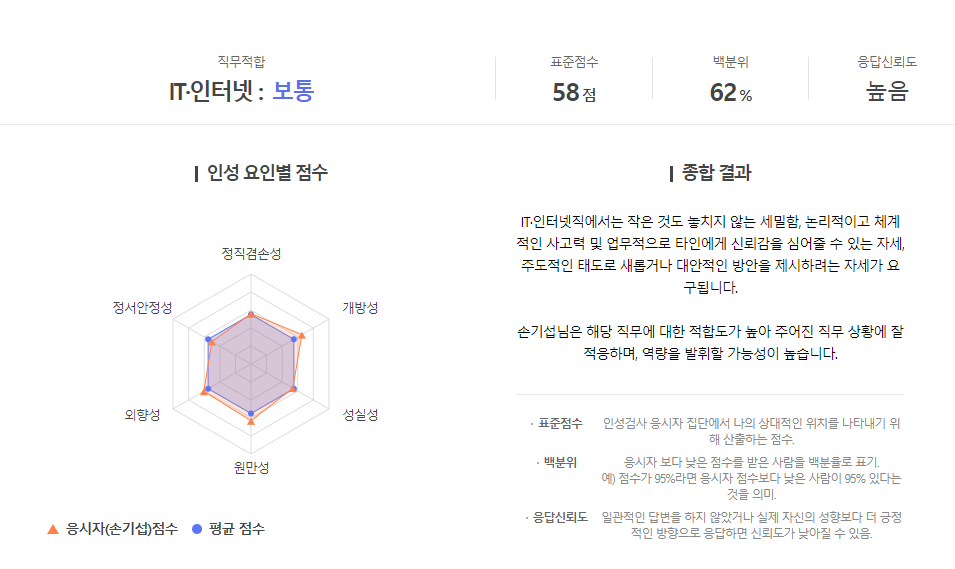 직무적합
IT·인터넷 : 보통
표준점수
58 점
백분위
62 %
응답신뢰도
높음
인성 요인별 점수
정직겸손성
정서안정성
개방성
외향성
성실성
원만성
응시자(손기섭)점수
평균 점수
종합 결과
IT·인터넷직에서는 작은 것도 놓치지 않는 세밀함, 논리적이고 체계
적인 사고력 및 업무적으로 타인에게 신뢰감을 심어줄 수 있는 자세,
주도적인 태도로 새롭거나 대안적인 방안을 제시하려는 자세가 요
구됩니다.
손기섭님은 해당 직무에 대한 적합도가 높아 주어진 직무 상황에 잘
적응하며, 역량을 발휘할 가능성이 높습니다.
· 표준점수 인성검사 응시자 집단에서 나의 상대적인 위치를 나타내기 위
해 산출하는 점수.
· 백분위 응시자 보다 낮은 점수를 받은 사람을 백분율로 표기.
예) 점수가 95%라면 응시자 점수보다 낮은 사람이 95% 있다는
것을 의미.
· 응답신뢰도 일관적인 답변을 하지 않았거나 실제 자신의 성향보다 더 긍정
적인 방향으로 응답하면 신뢰도가 낮아질 수 있음.